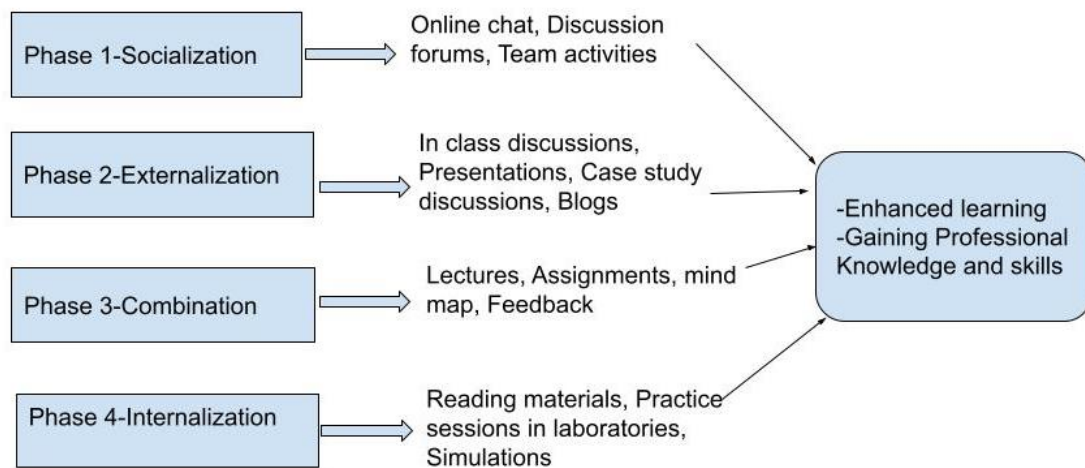 Phase 1-Socialization
Online chat, Discussion
forums, Team activities
Phase 2-Externalization
In class discussions,
Presentations, Case study
discussions, Blogs
Phase 3-Combination
Lectures, Assignments, mind
map, Feedback
Phase 4-Internalization
Reading materials, Practice
sessions in laboratories,
Simulations
-Enhanced learning
-Gaining Professional
Knowledge and skills